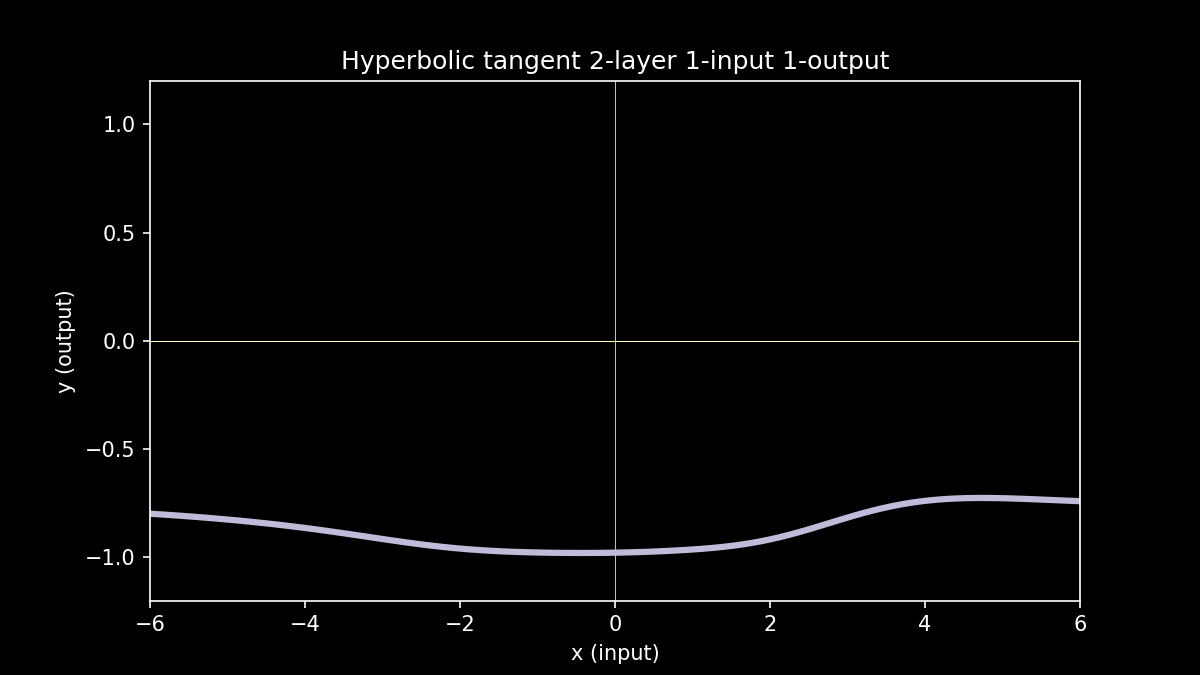 Hyperbolic tangent 2-layer 1-input 1-output
1.0
0.5
0.0
−0.5
−1.0
y (output)
−6 −4 −2 0 2 4 6
x (input)